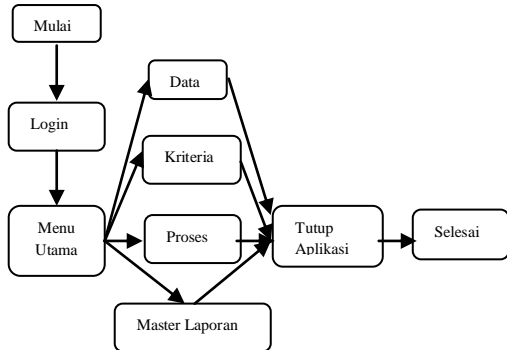 Mulai
Login
Menu
Utama
Data
Kriteria
Proses
Master Laporan
Tutup
Aplikasi
Selesai